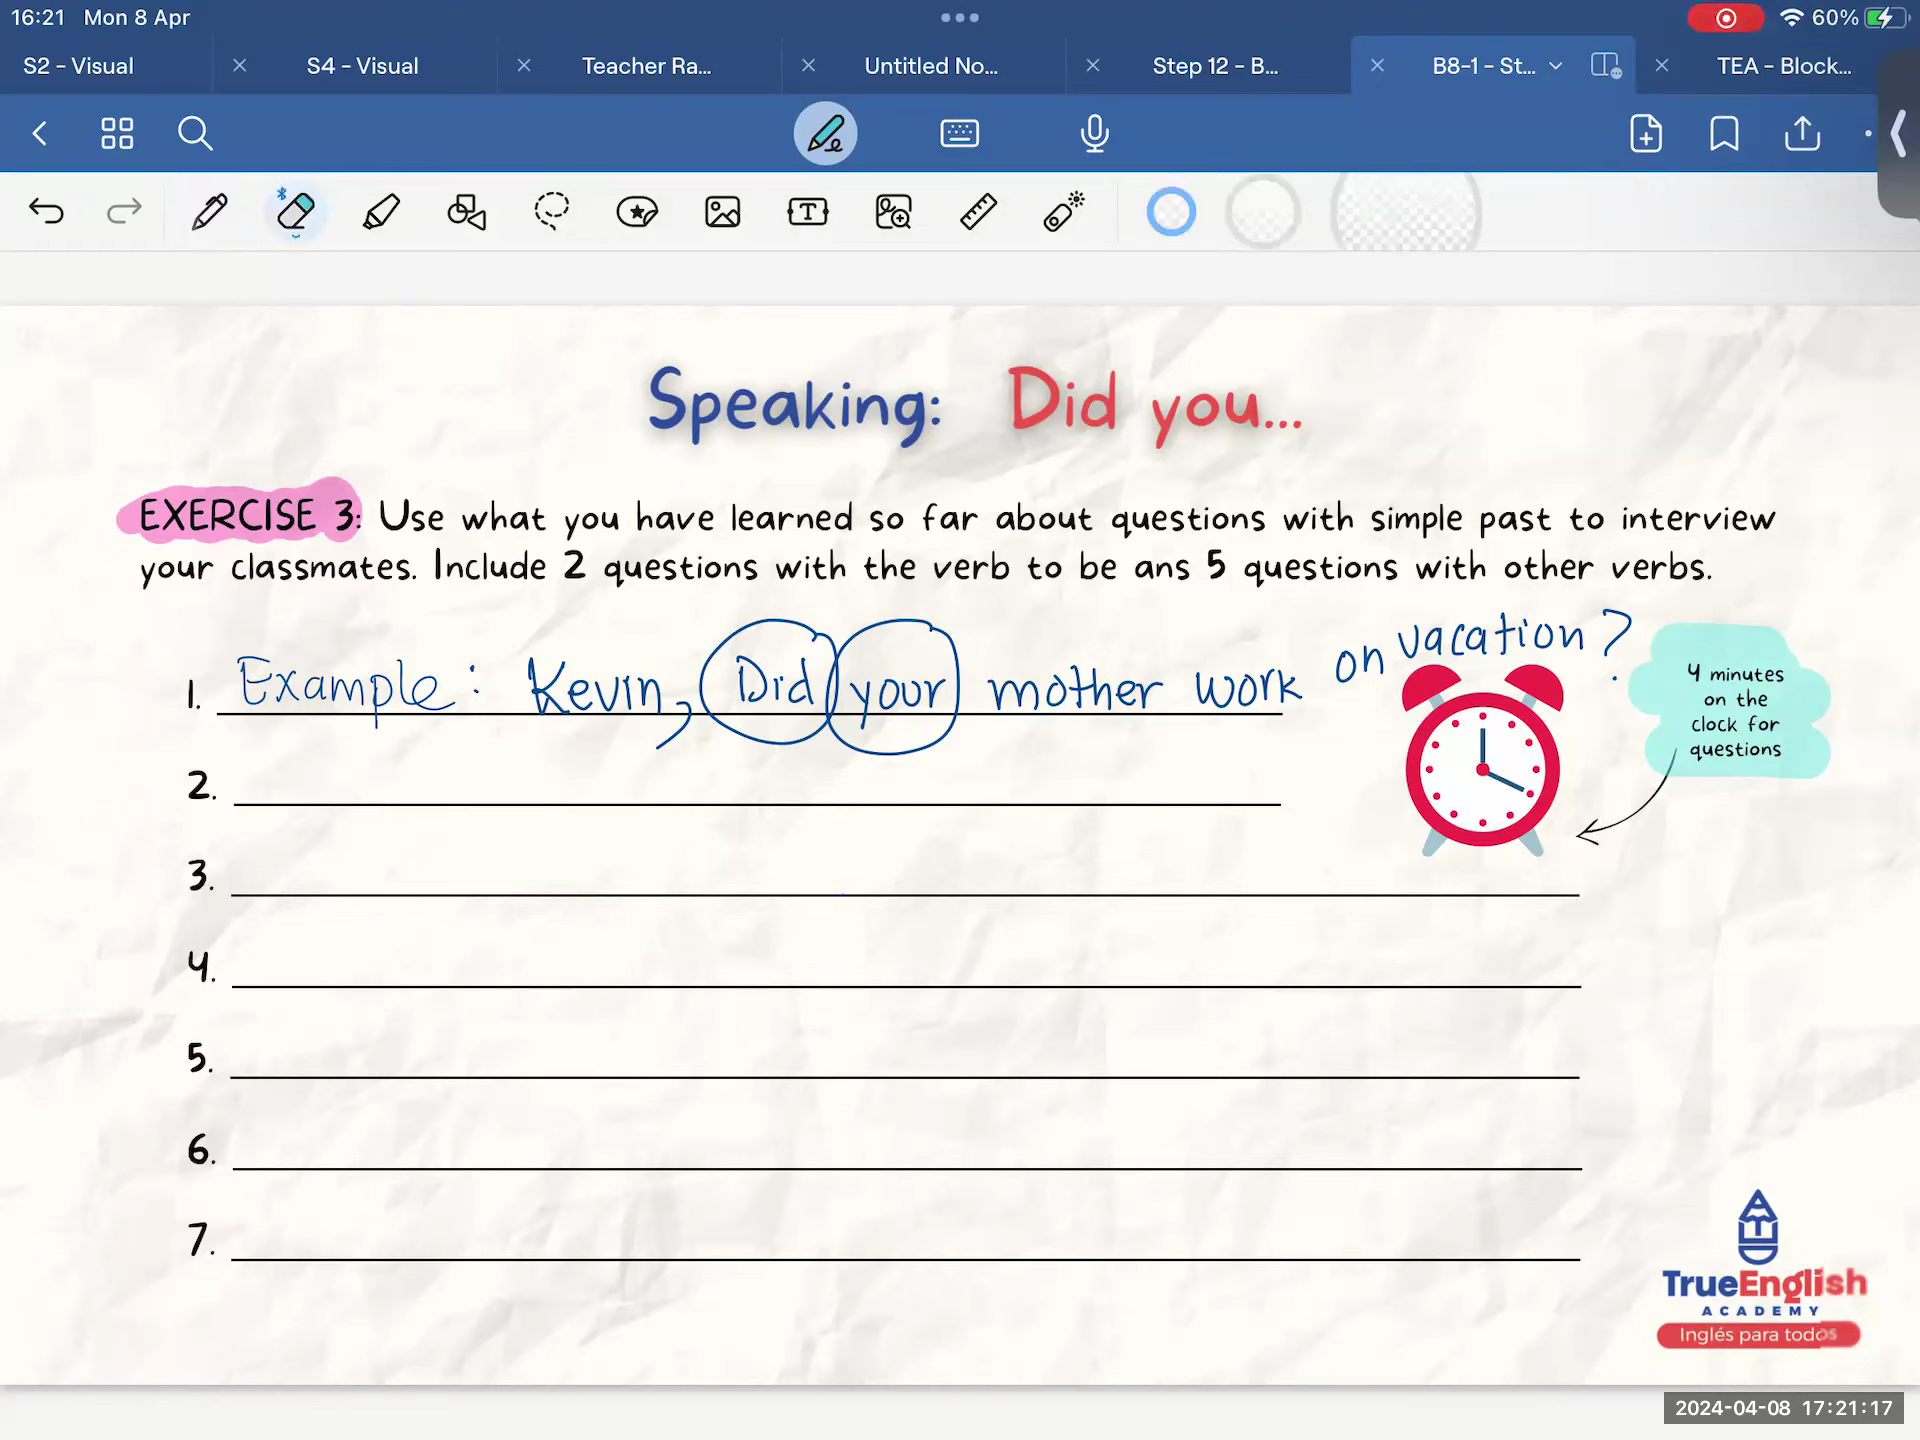 16:21 Mon 8 Apr
60%
S2 - Visual
S4 - Visual
Teacher Ra...
Untitled No...
Step 12 - B...
B8-1 - St...
TEA - Block...
Speaking: Did you...
EXERCISE 3: Use what you have learned so far about questions with simple past to interview
your classmates. Include 2 questions with the verb to be ans 5 questions with other verbs.
1. Example: Kevin, Did your mother work on vacation?
4 minutes
on the
clock for
questions
2.
3.
4.
5.
6.
7.
TrueEnglish
ACADEMY
Inglés para todos
2024-04-08 17:21:17